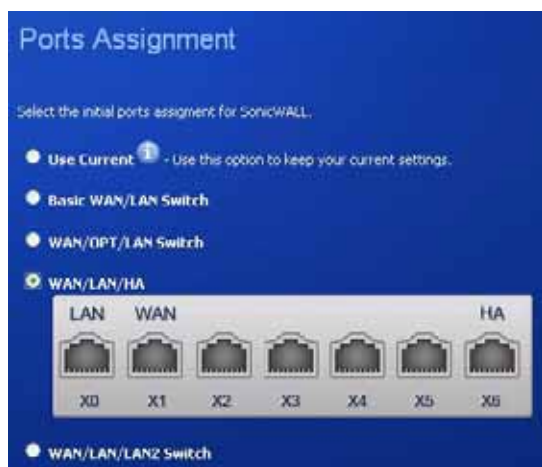 Ports Assignment
Select the initial ports assigment for SonicWALL.
Use Current i - Use this option to keep your current settings.
Basic WAN/LAN Switch
WAN/OPT/LAN Switch
WAN/LAN/HA
LAN WAN HA
X0 X1 X2 X3 X4 X5 X6
WAN/LAN/LAN2 Switch